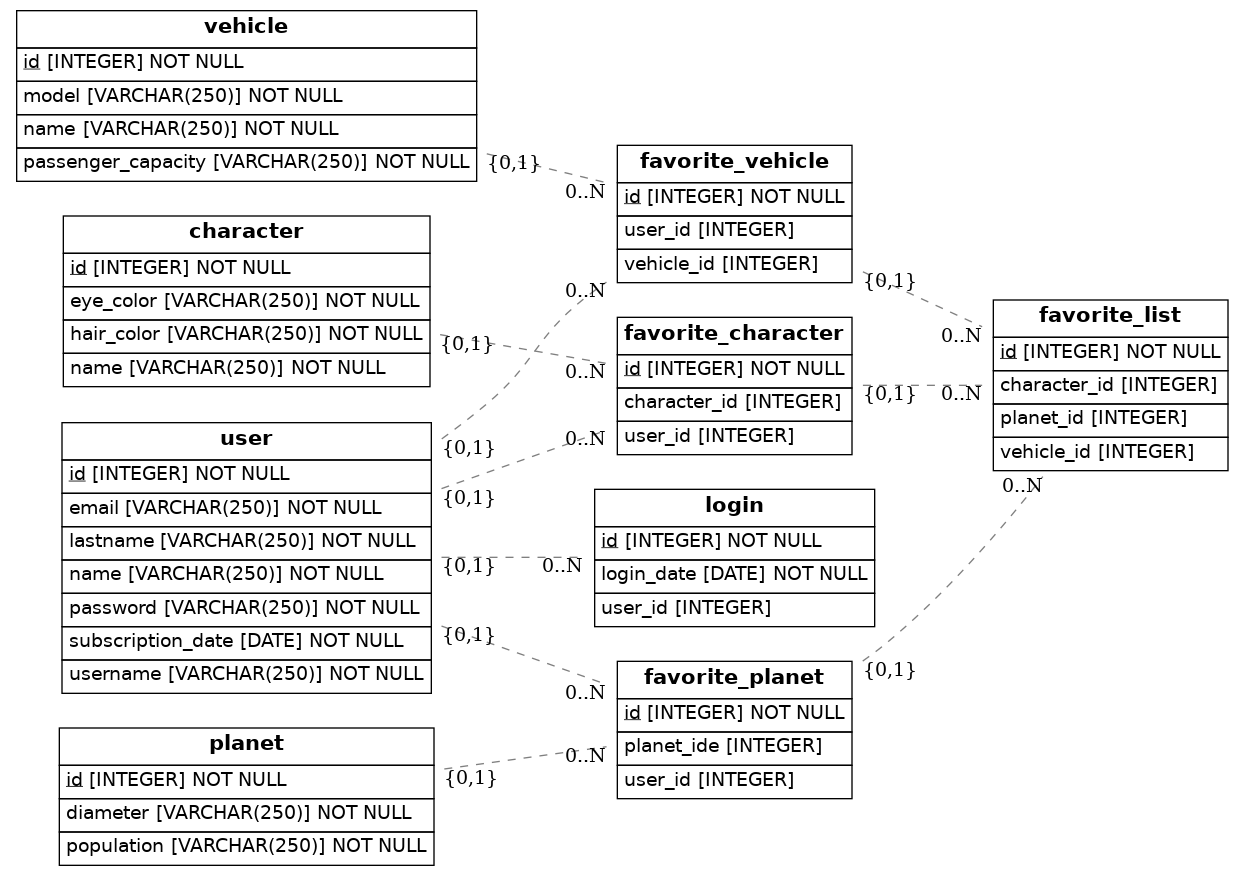 vehicle
id [INTEGER] NOT NULL
model [VARCHAR(250)] NOT NULL
name [VARCHAR(250)] NOT NULL
passenger_capacity [VARCHAR(250)] NOT NULL
{0,1}
0..N
character
id [INTEGER] NOT NULL
eye_color [VARCHAR(250)] NOT NULL
hair_color [VARCHAR(250)] NOT NULL
name [VARCHAR(250)] NOT NULL
{0,1}
0..N
user
id [INTEGER] NOT NULL
email [VARCHAR(250)] NOT NULL
lastname [VARCHAR(250)] NOT NULL
name [VARCHAR(250)] NOT NULL
password [VARCHAR(250)] NOT NULL
subscription_date [DATE] NOT NULL
username [VARCHAR(250)] NOT NULL
{0,1}
0..N
{0,1}
0..N
{0,1}
0..N
{0,1}
0..N
planet
id [INTEGER] NOT NULL
diameter [VARCHAR(250)] NOT NULL
population [VARCHAR(250)] NOT NULL
{0,1}
0..N
favorite_vehicle
id [INTEGER] NOT NULL
user_id [INTEGER]
vehicle_id [INTEGER]
{0,1}
0..N
favorite_character
id [INTEGER] NOT NULL
character_id [INTEGER]
user_id [INTEGER]
{0,1}
0..N
login
id [INTEGER] NOT NULL
login_date [DATE] NOT NULL
user_id [INTEGER]
favorite_planet
id [INTEGER] NOT NULL
planet_ide [INTEGER]
user_id [INTEGER]
{0,1}
0..N
favorite_list
id [INTEGER] NOT NULL
character_id [INTEGER]
planet_id [INTEGER]
vehicle_id [INTEGER]